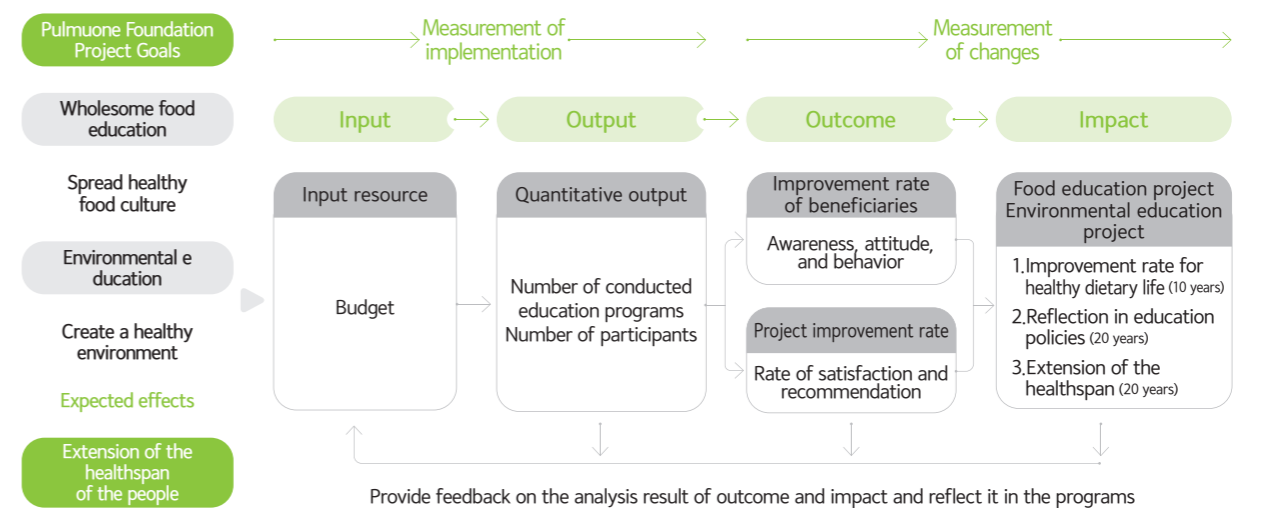 Pulmuone Foundation
Project Goals
Wholesome food
education
Spread healthy
food culture
Environmental e
ducation
Create a healthy
environment
Expected effects
Extension of the
healthspan
of the people
Measurement of
implementation
Measurement
of changes
Input
Output
Outcome
Impact
Input resource
Budget
Quantitative output
Number of conducted
education programs
Number of participants
Improvement rate
of beneficiaries
Awareness, attitude,
and behavior
Project improvement rate
Rate of satisfaction and
recommendation
Food education project
Environmental education
project
1.Improvement rate for
healthy dietary life (10 years)
2.Reflection in education
policies (20 years)
3.Extension of the
healthspan (20 years)
Provide feedback on the analysis result of outcome and impact and reflect it in the programs